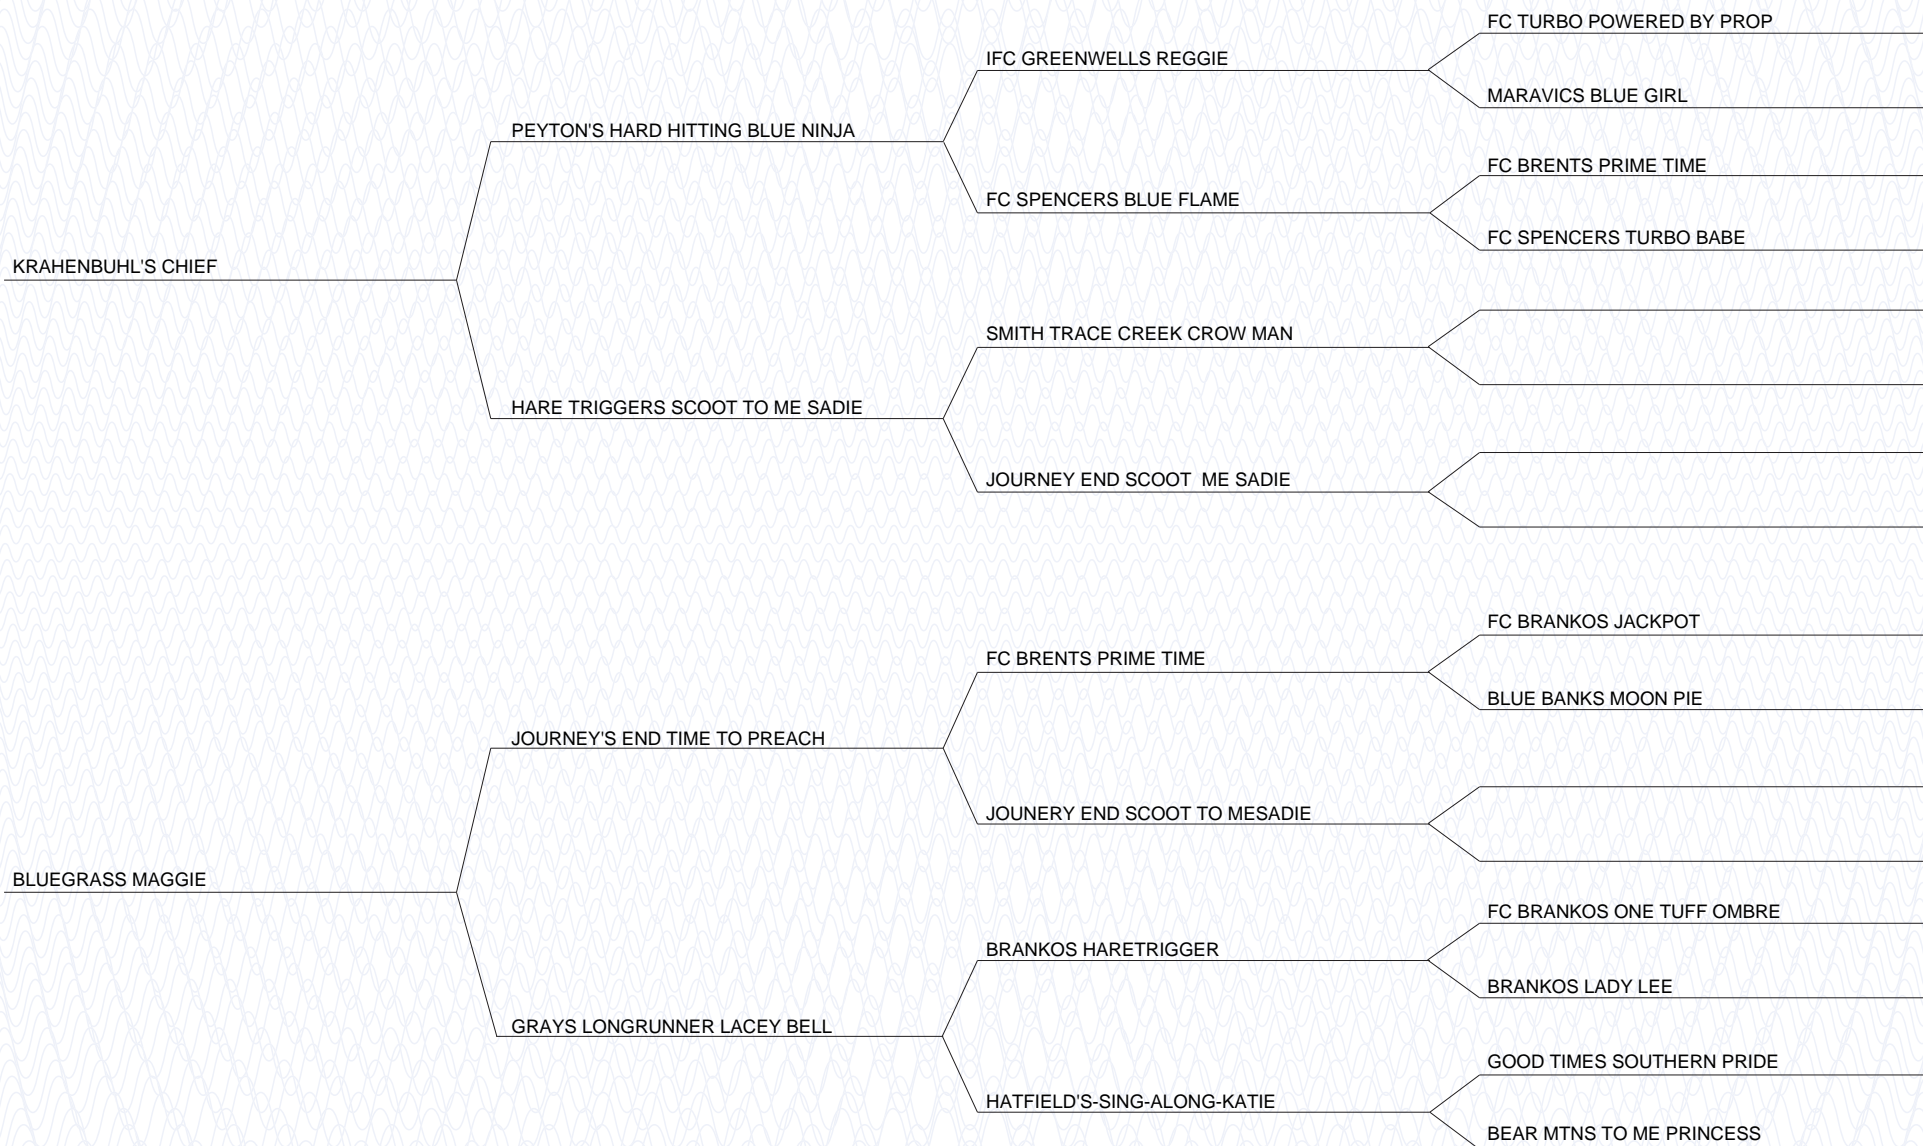 FC TURBO POWERED BY PROP
IFC GREENWELLS REGGIE
MARAVICS BLUE GIRL
PEYTON'S HARD HITTING BLUE NINJA
FC BRENTS PRIME TIME
FC SPENCERS BLUE FLAME
FC SPENCERS TURBO BABE
KRAHENBUHL'S CHIEF
SMITH TRACE CREEK CROW MAN
HARE TRIGGERS SCOOT TO ME SADIE
JOURNEY END SCOOT  ME SADIE
FC BRANKOS JACKPOT
FC BRENTS PRIME TIME
BLUE BANKS MOON PIE
JOURNEY'S END TIME TO PREACH
JOUNERY END SCOOT TO MESADIE
BLUEGRASS MAGGIE
FC BRANKOS ONE TUFF OMBRE
BRANKOS HARETRIGGER
BRANKOS LADY LEE
GRAYS LONGRUNNER LACEY BELL
GOOD TIMES SOUTHERN PRIDE
HATFIELD'S-SING-ALONG-KATIE
BEAR MTNS TO ME PRINCESS